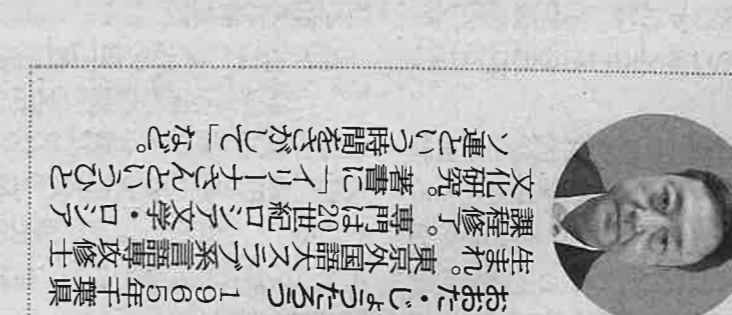 おおた・じょうたろう　1965年千葉県
生まれ。東京外国語大スラブ系言語専攻修士
課程修了。専門は20世紀ロシア文学・ロシア
文化研究。著書に「イリーナさんというひと
ソ連という時間をさがして」など。